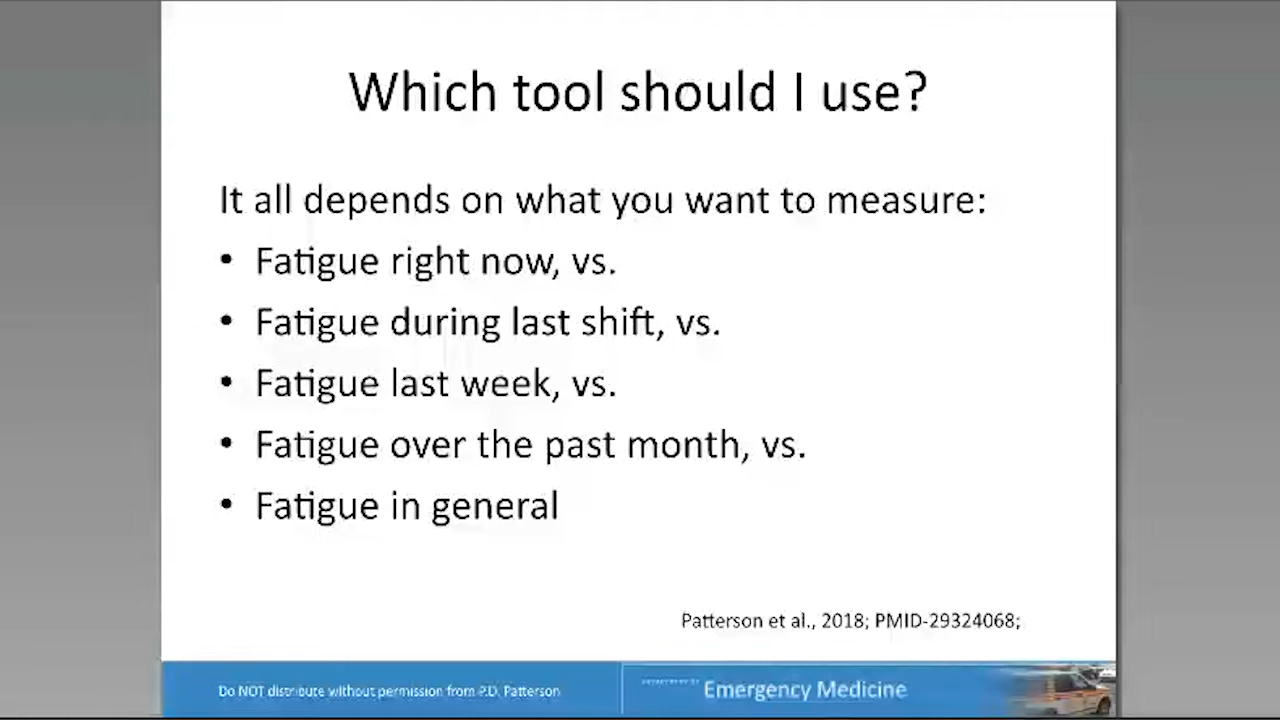 Which tool should I use?
It all depends on what you want to measure:
• Fatigue right now, vs.
• Fatigue during last shift, vs.
• Fatigue last week, vs.
• Fatigue over the past month, vs.
• Fatigue in general
Patterson et al., 2018; PMID-29324068;
Do NOT distribute without permission from P.D. Patterson
DEPARTMENT OF
Emergency Medicine